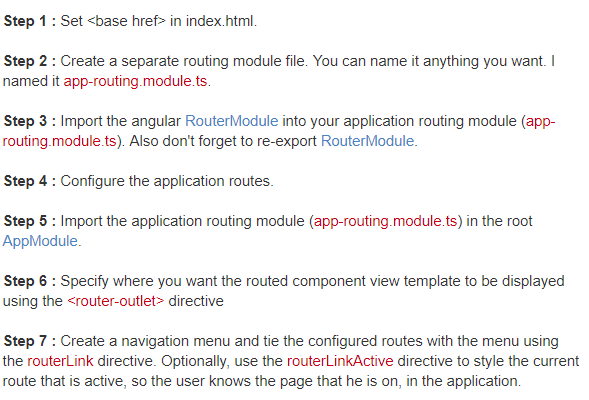 Step 1 : Set <base href> in index.html.
Step 2 : Create a separate routing module file. You can name it anything you want. I
named it app-routing.module.ts.
Step 3 : Import the angular RouterModule into your application routing module (app-
routing.module.ts). Also don't forget to re-export RouterModule.
Step 4 : Configure the application routes.
Step 5 : Import the application routing module (app-routing.module.ts) in the root
AppModule.
Step 6 : Specify where you want the routed component view template to be displayed
using the <router-outlet> directive
Step 7 : Create a navigation menu and tie the configured routes with the menu using
the routerLink directive. Optionally, use the routerLinkActive directive to style the current
route that is active, so the user knows the page that he is on, in the application.